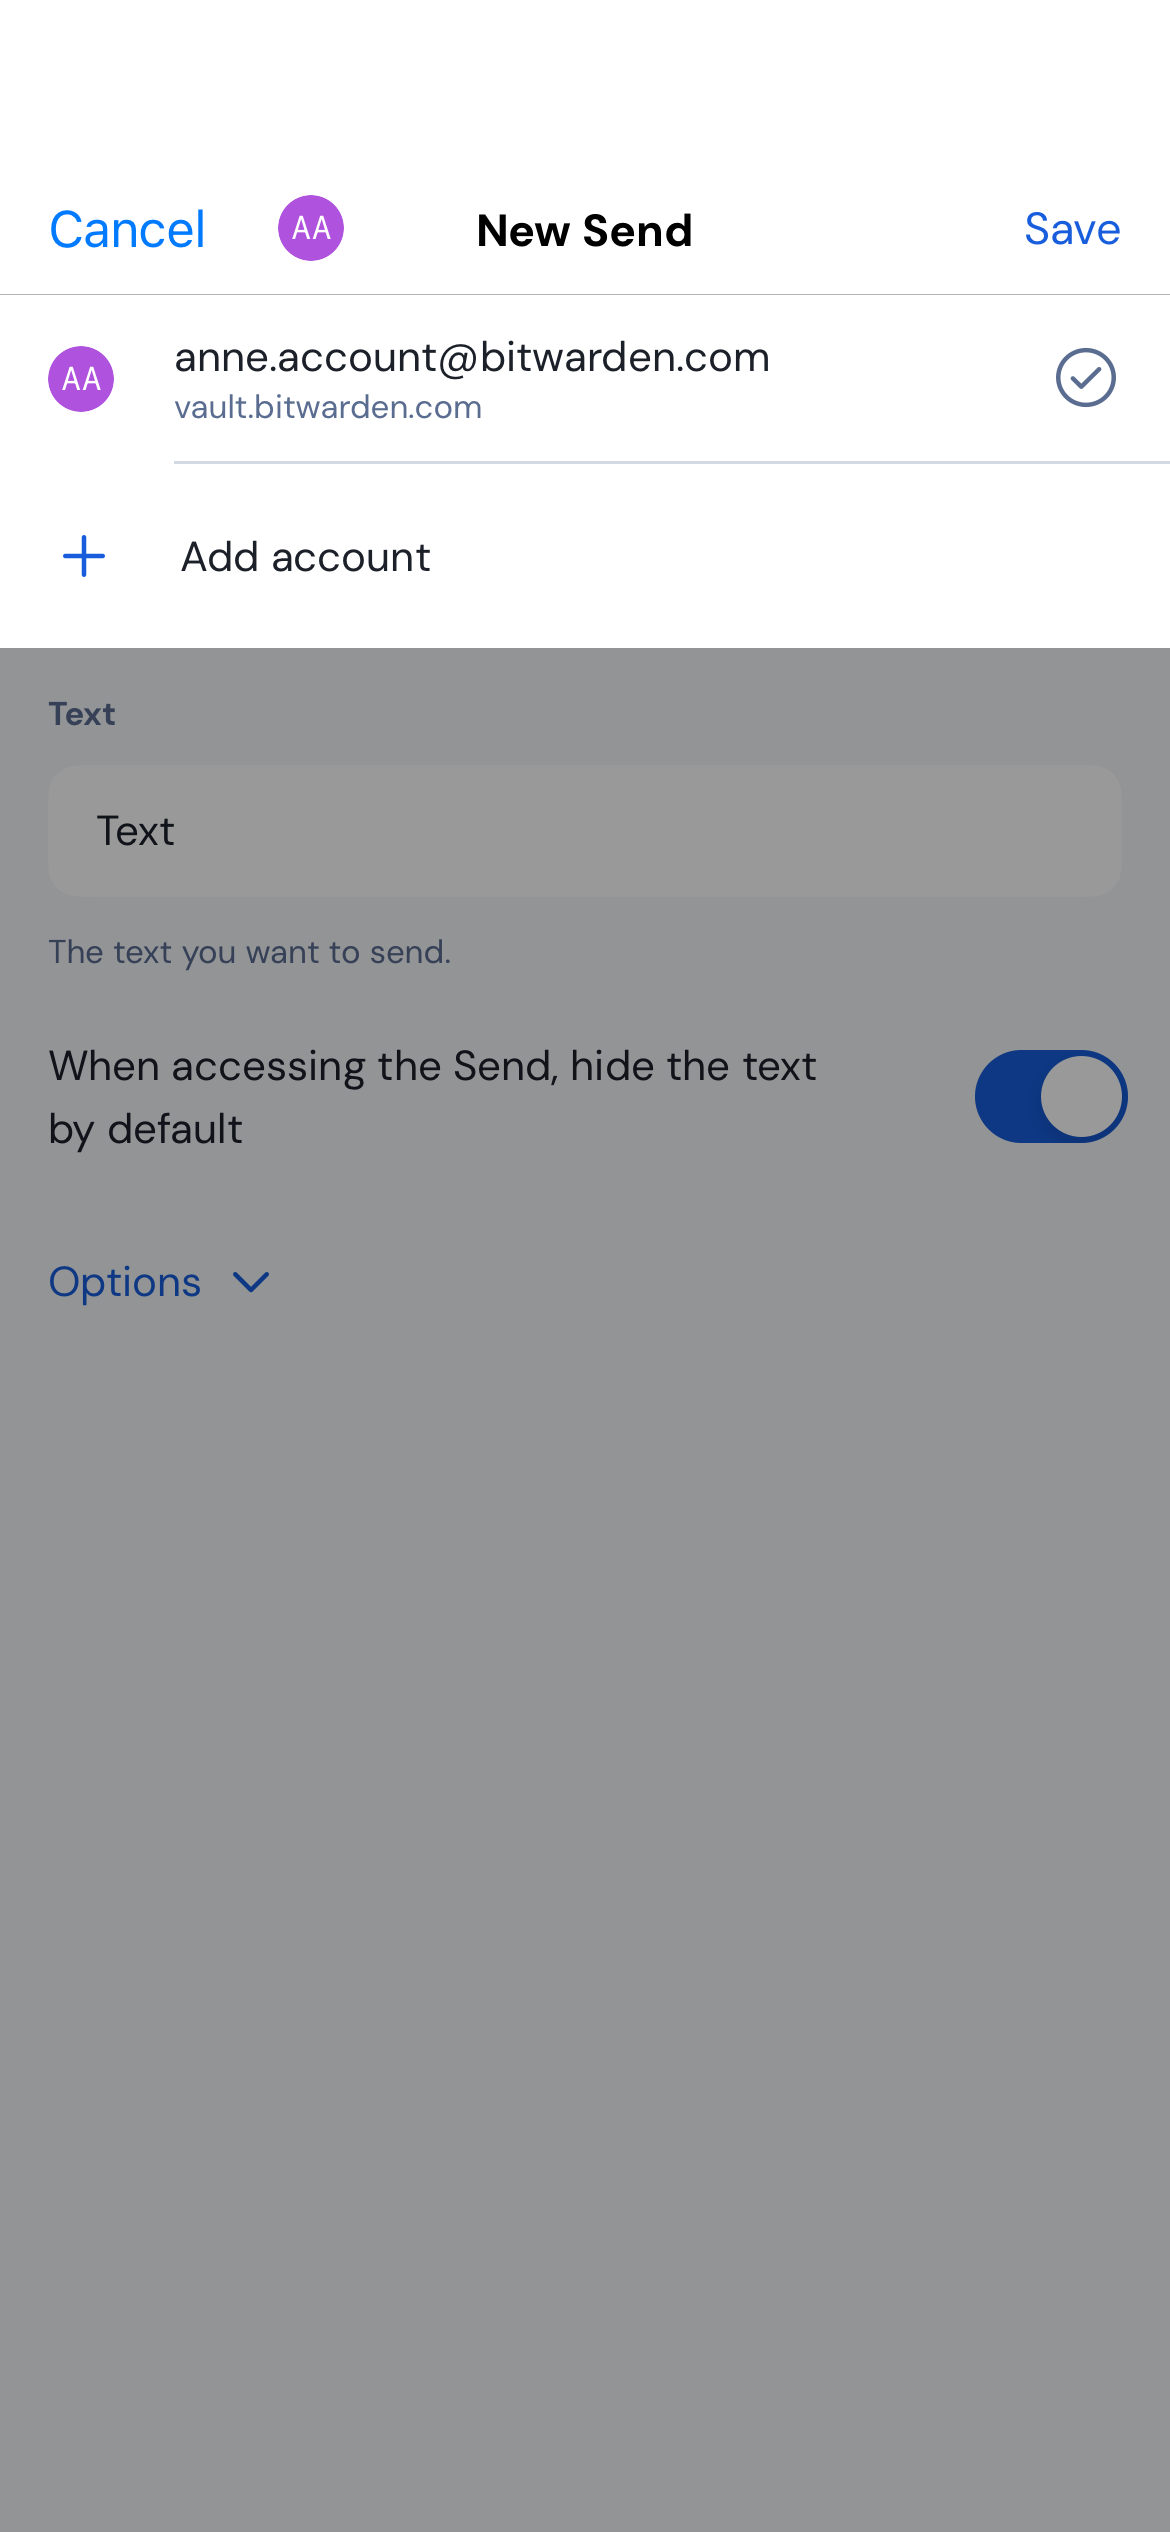 Cancel
AA
New Send
Save
AA
anne.account@bitwarden.com
vault.bitwarden.com
Add account
Text
Text
The text you want to send.
When accessing the Send, hide the text
by default
Options